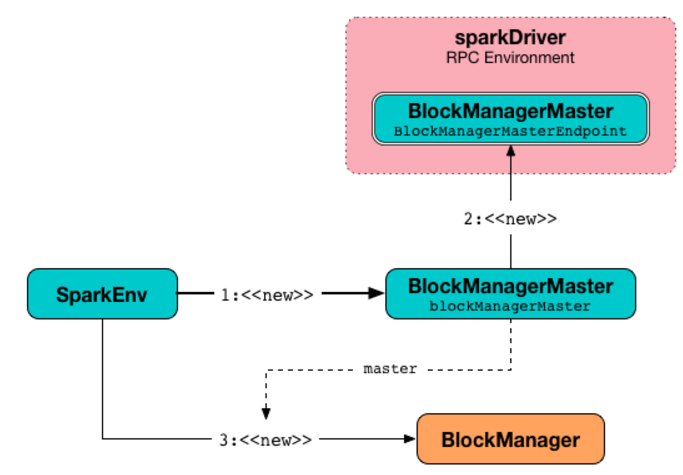 sparkDriver
RPC Environment
BlockManagerMaster
BlockManagerMasterEndpoint
2:<<new>>
SparkEnv
1:<<new>>
BlockManagerMaster
blockManagerMaster
master
3:<<new>>
BlockManager